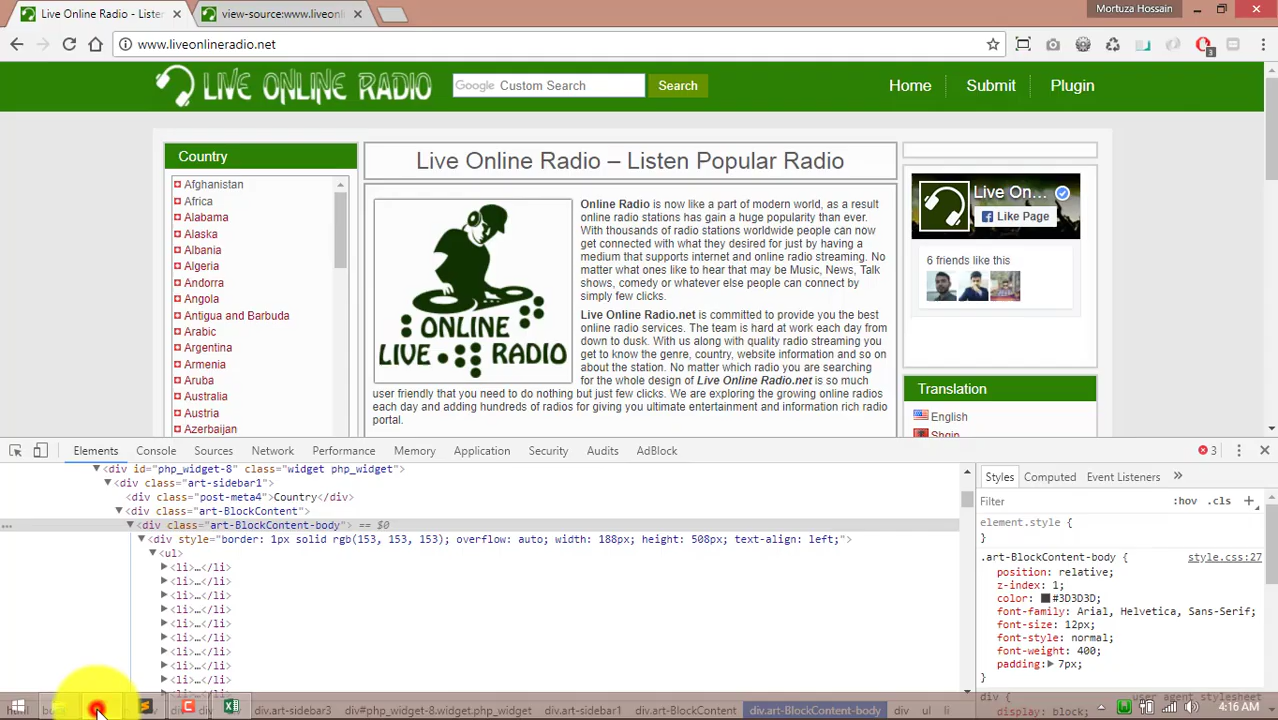 Live Online Radio - Listen
view-source:www.liveonli
Mortuza Hossain
www.liveonlineradio.net
3
LIVE ONLINE RADIO
Google Custom Search
Search
Home
Submit
Plugin
Country
Afghanistan
Africa
Alabama
Alaska
Albania
Algeria
Andorra
Angola
Antigua and Barbuda
Arabic
Argentina
Armenia
Aruba
Australia
Austria
Azerbaijan
Live Online Radio – Listen Popular Radio
ONLINE
LIVE RADIO
Online Radio is now like a part of modern world, as a result
online radio stations has gain a huge popularity than ever.
With thousands of radio stations worldwide people can now
get connected with what they desired for just by having a
medium that supports internet and online radio streaming. No
matter what ones like to hear that may be Music, News, Talk
shows, comedy or whatever else people can connect by
simply few clicks.
Live Online Radio.net is committed to provide you the best
online radio services. The team is hard at work each day from
down to dusk. With us along with quality radio streaming you
get to know the genre, country, website information and so on
about the station. No matter which radio you are searching
for the whole design of Live Online Radio.net is so much
user friendly that you need to do nothing but just few clicks. We are exploring the growing online radios
each day and adding hundreds of radios for giving you ultimate entertainment and information rich radio
portal.
Live On...
Like Page
6 friends like this
Translation
English
Shqip
Elements
Console
Sources
Network
Performance
Memory
Application
Security
Audits
AdBlock
3
<div id="php_widget-8" class="widget php_widget">
<div class="art-sidebar1">
<div class="post-meta4">Country</div>
<div class="art-BlockContent">
... <div class="art-BlockContent-body"> == $0
<div style="border: 1px solid rgb(153, 153, 153); overflow: auto; width: 188px; height: 508px; text-align: left;">
<ul>
<li>…</li>
<li>…</li>
<li>…</li>
<li>…</li>
<li>…</li>
<li>…</li>
<li>…</li>
<li>…</li>
<li>…</li>
<li>…</li>
Styles
Computed
Event Listeners
»
Filter
:hov
.cls
element.style {
}
.art-BlockContent-body {
style.css:27
position: relative;
z-index: 1;
color: #3D3D3D;
font-family: Arial, Helvetica, Sans-Serif;
font-size: 12px;
font-style: normal;
font-weight: 400;
padding: 7px;
}
div {
user agent stylesheet
display: block;
html
div.art-sidebar3
div#php_widget-8.widget.php_widget
div.art-sidebar1
div.art-BlockContent
div.art-BlockContent-body
div
ul
li
4:16 AM